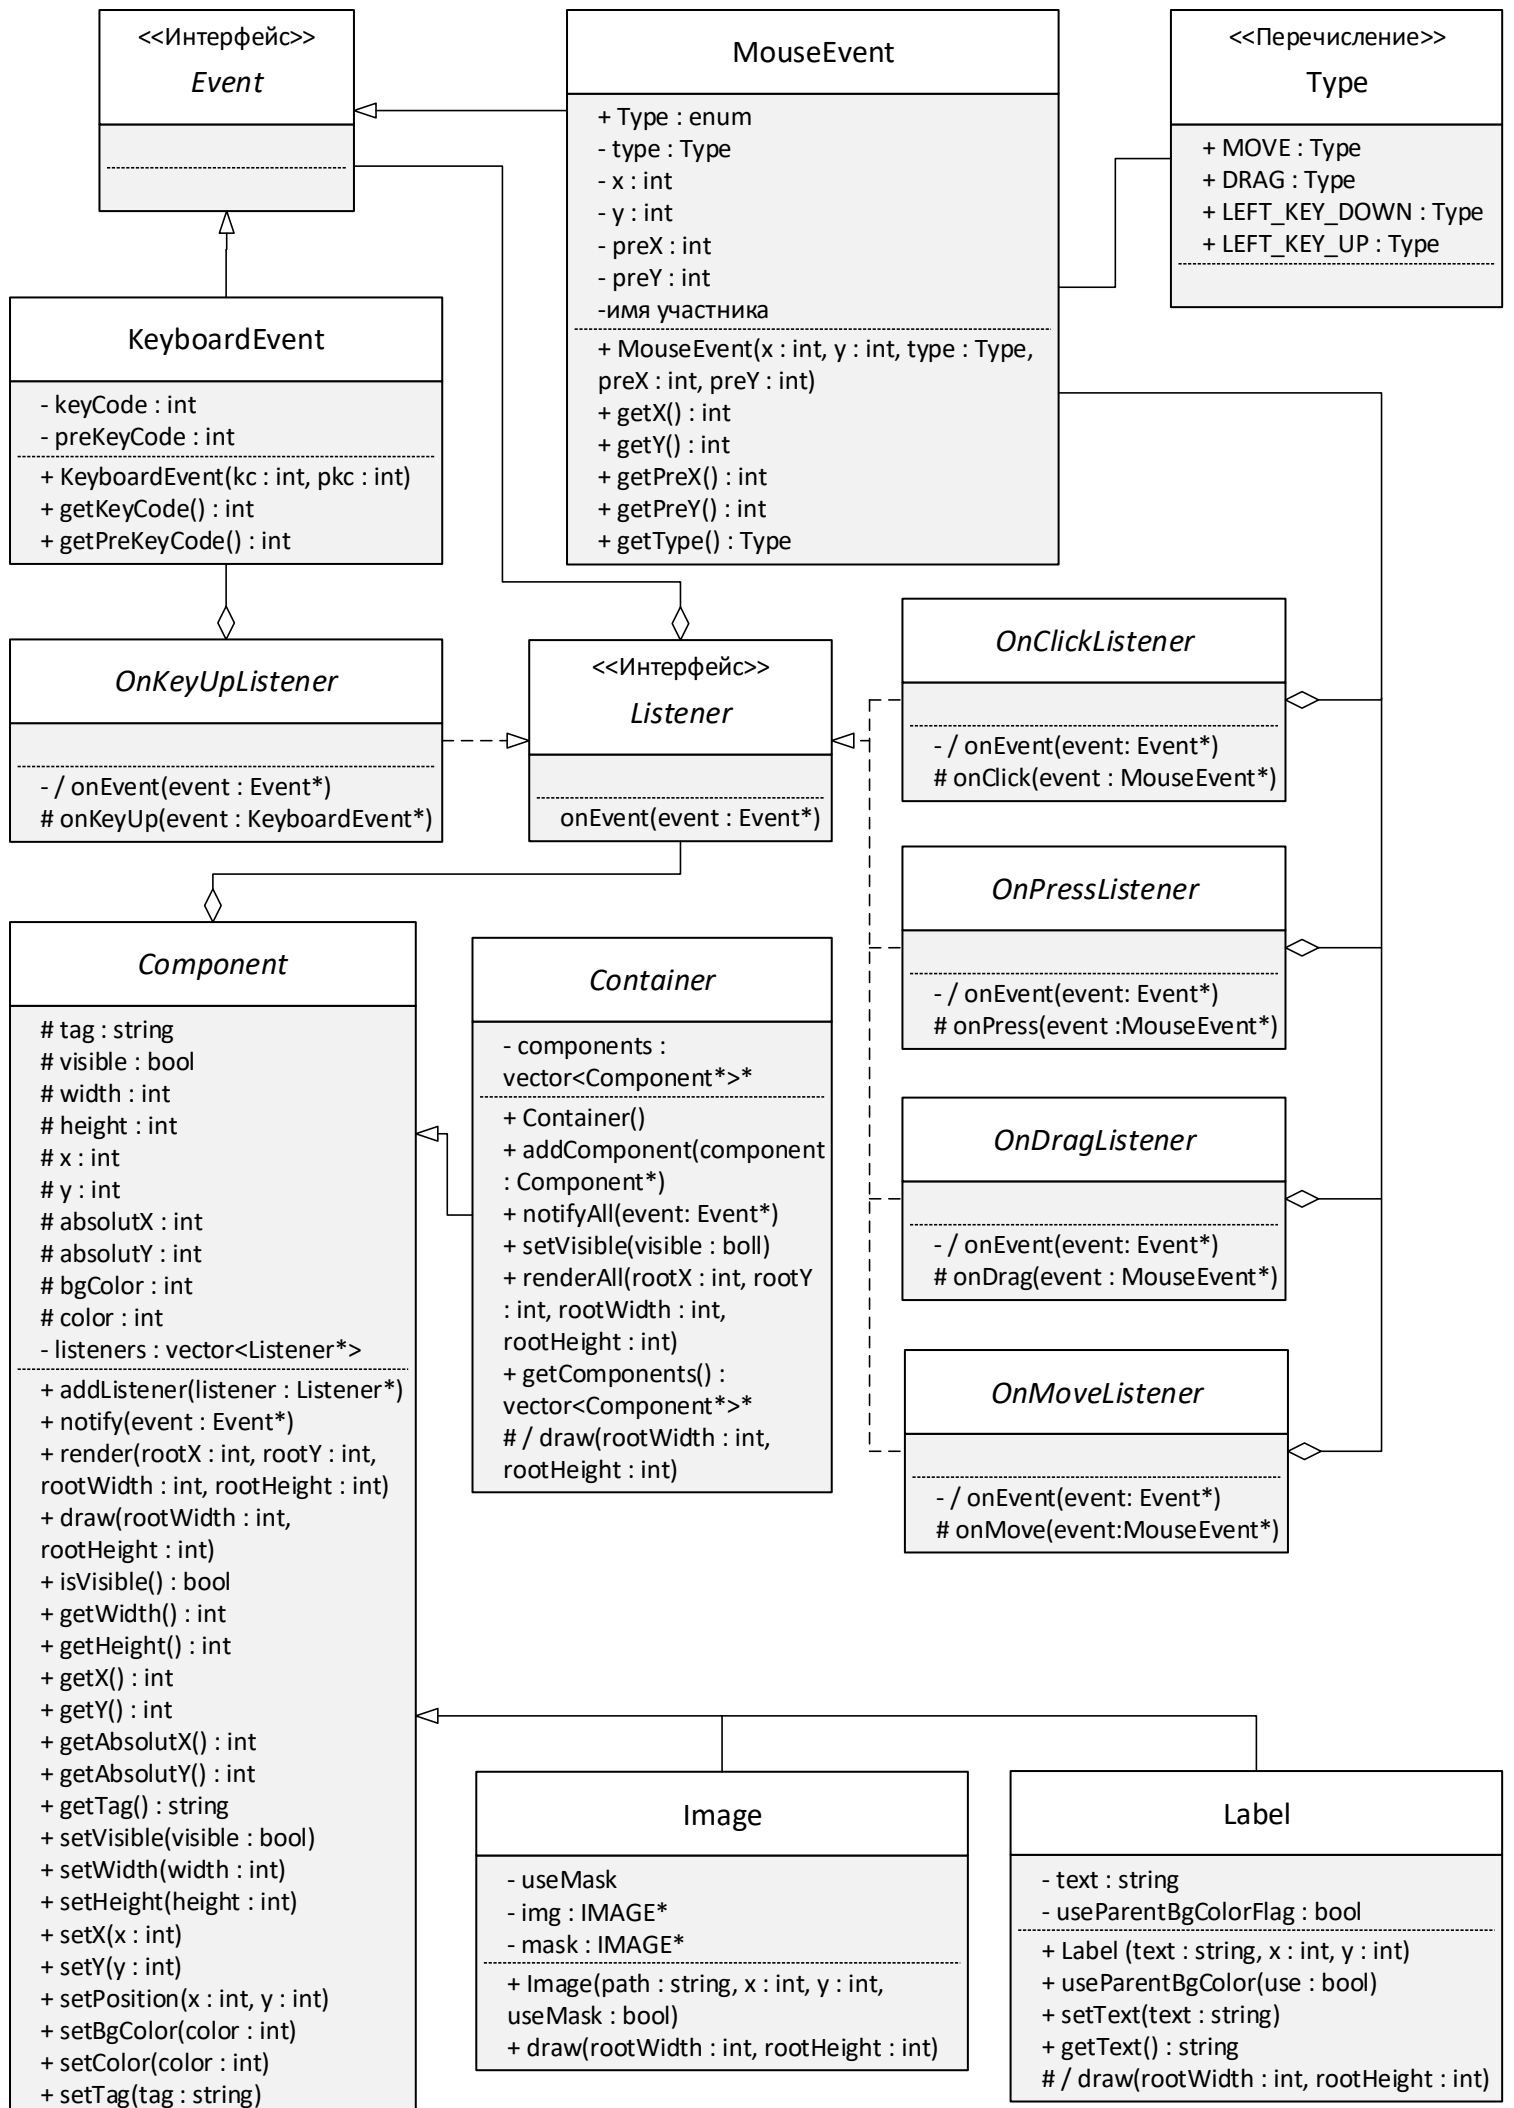 <<Интерфейс>>
Event
MouseEvent
+ Type : enum
- type : Type
- x : int
- y : int
- preX : int
- preY : int
-имя участника
+ MouseEvent(x : int, y : int, type : Type,
preX : int, preY : int)
+ getX() : int
+ getY() : int
+ getPreX() : int
+ getPreY() : int
+ getType() : Type
<<Перечисление>>
Type
+ MOVE : Type
+ DRAG : Type
+ LEFT_KEY_DOWN : Type
+ LEFT_KEY_UP : Type
KeyboardEvent
- keyCode : int
- preKeyCode : int
+ KeyboardEvent(kc : int, pkc : int)
+ getKeyCode() : int
+ getPreKeyCode() : int
OnKeyUpListener
- / onEvent(event : Event*)
# onKeyUp(event : KeyboardEvent*)
<<Интерфейс>>
Listener
onEvent(event : Event*)
OnClickListener
- / onEvent(event: Event*)
# onClick(event : MouseEvent*)
OnPressListener
- / onEvent(event: Event*)
# onPress(event :MouseEvent*)
OnDragListener
- / onEvent(event: Event*)
# onDrag(event : MouseEvent*)
OnMoveListener
- / onEvent(event: Event*)
# onMove(event:MouseEvent*)
Component
# tag : string
# visible : bool
# width : int
# height : int
# x : int
# y : int
# absolutX : int
# absolutY : int
# bgColor : int
# color : int
- listeners : vector<Listener*>
+ addListener(listener : Listener*)
+ notify(event : Event*)
+ render(rootX : int, rootY : int,
rootWidth : int, rootHeight : int)
+ draw(rootWidth : int,
rootHeight : int)
+ isVisible() : bool
+ getWidth() : int
+ getHeight() : int
+ getX() : int
+ getY() : int
+ getAbsolutX() : int
+ getAbsolutY() : int
+ getTag() : string
+ setVisible(visible : bool)
+ setWidth(width : int)
+ setHeight(height : int)
+ setX(x : int)
+ setY(y : int)
+ setPosition(x : int, y : int)
+ setBgColor(color : int)
+ setColor(color : int)
+ setTag(tag : string)
Container
- components :
vector<Component*>*
+ Container()
+ addComponent(component
: Component*)
+ notifyAll(event: Event*)
+ setVisible(visible : boll)
+ renderAll(rootX : int, rootY
: int, rootWidth : int,
rootHeight : int)
+ getComponents() :
vector<Component*>*
# / draw(rootWidth : int,
rootHeight : int)
Image
- useMask
- img : IMAGE*
- mask : IMAGE*
+ Image(path : string, x : int, y : int,
useMask : bool)
+ draw(rootWidth : int, rootHeight : int)
Label
- text : string
- useParentBgColorFlag : bool
+ Label (text : string, x : int, y : int)
+ useParentBgColor(use : bool)
+ setText(text : string)
+ getText() : string
# / draw(rootWidth : int, rootHeight : int)